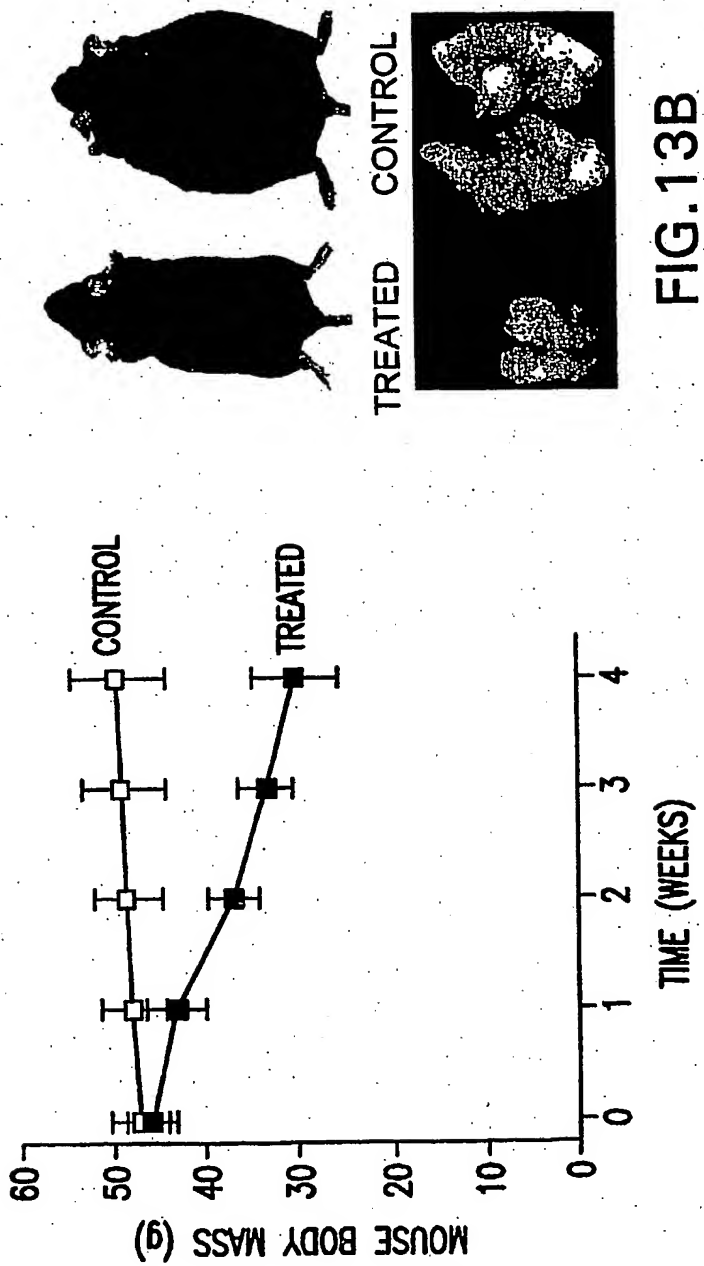 MOUSE BODY MASS (g)
60
50
40
30
20
10
0
CONTROL
TREATED
0 1 2 3 4
TIME (WEEKS)
TREATED CONTROL
FIG.13B